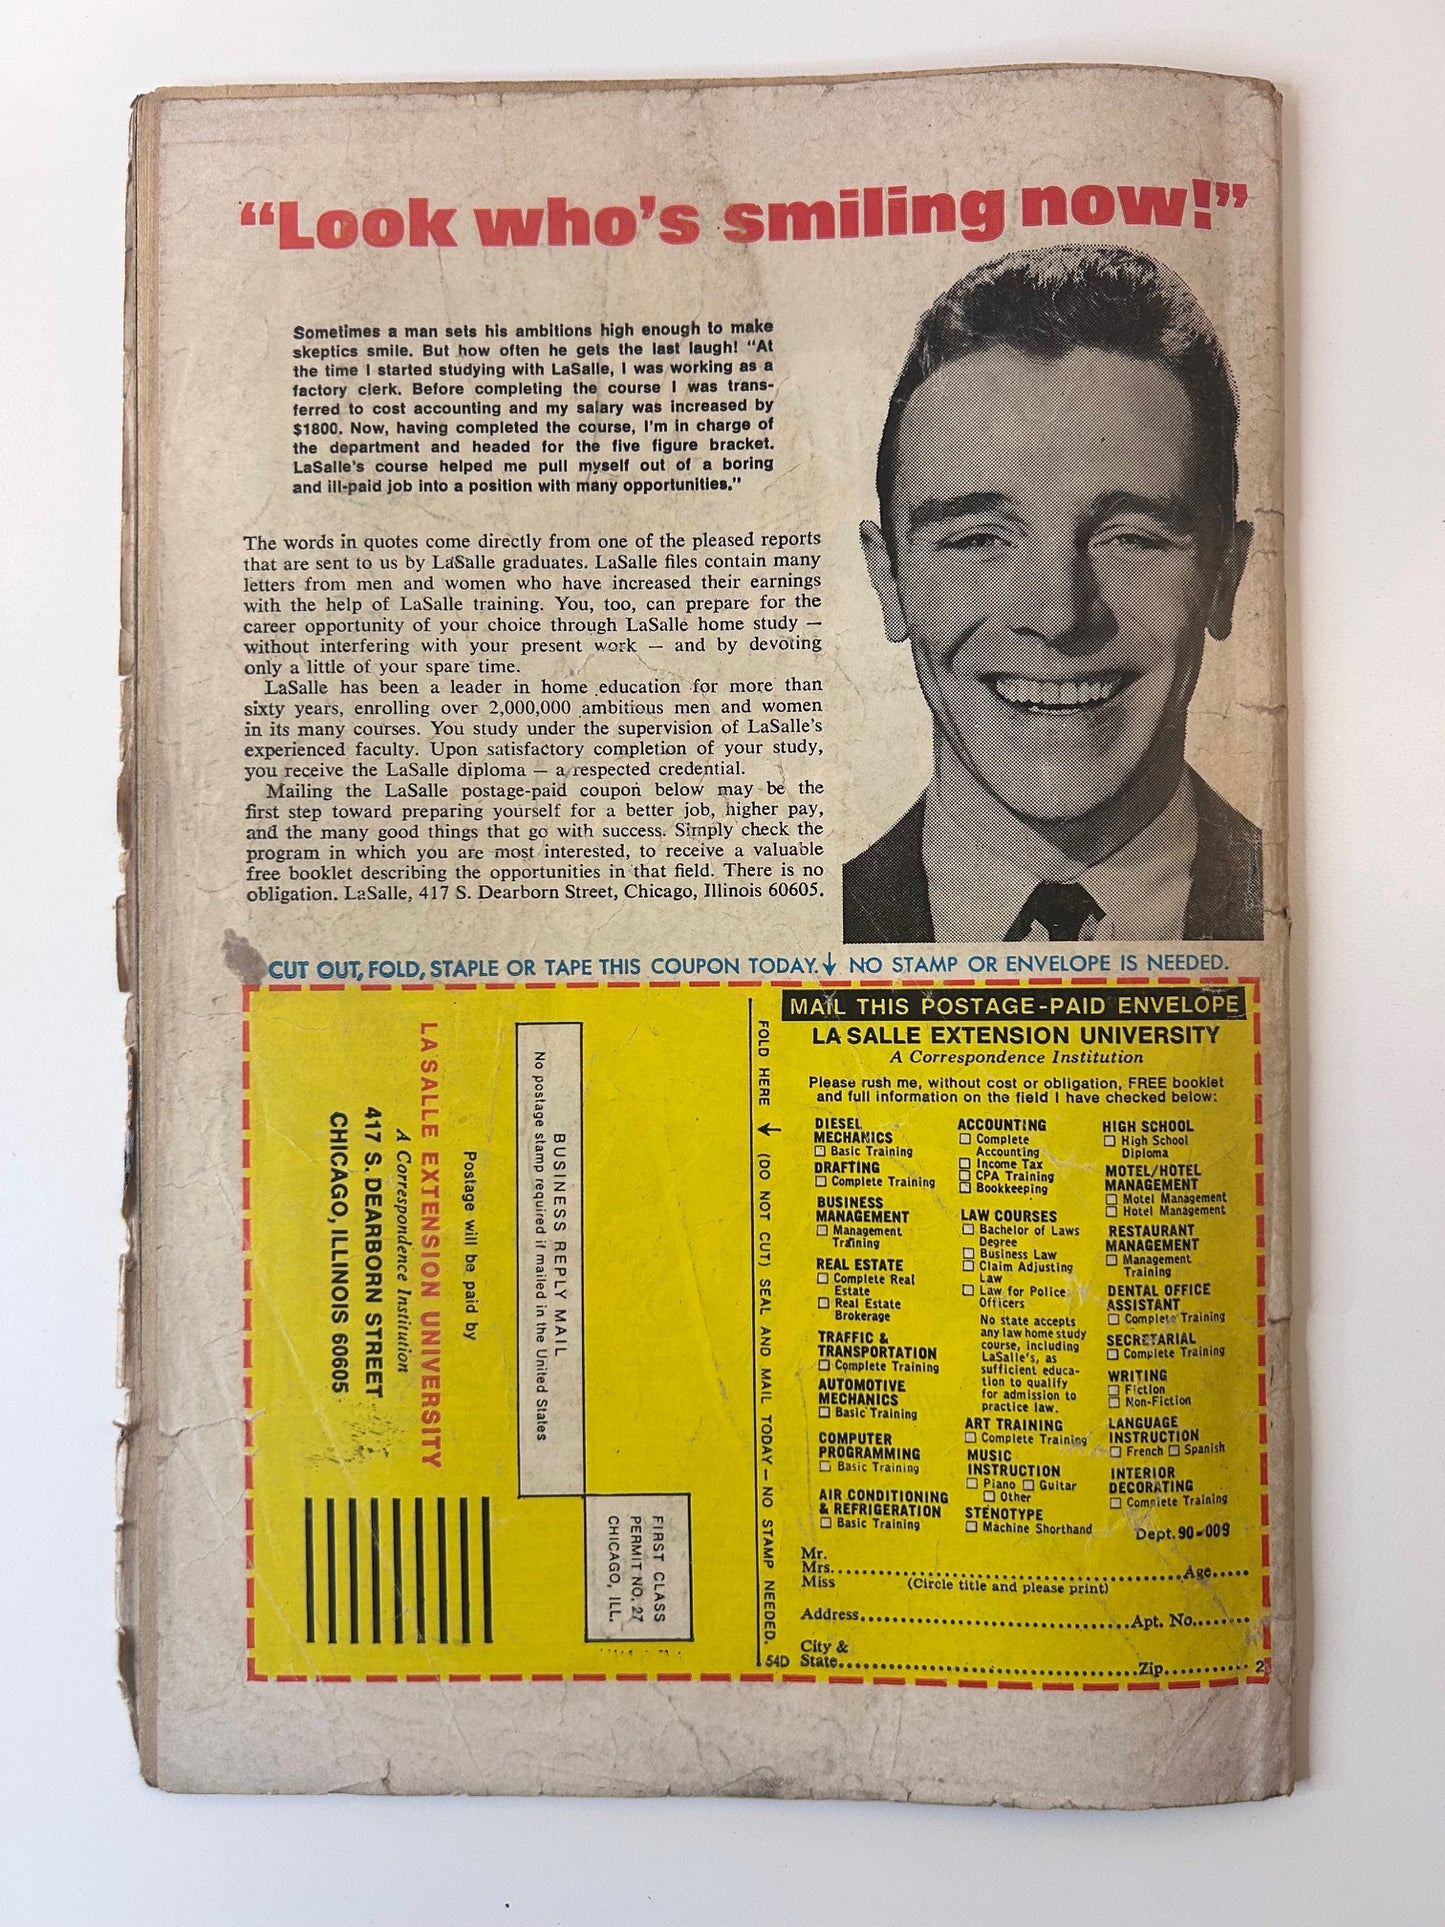 “Look who’s smiling now!”
Sometimes a man sets his ambitions high enough to make
skeptics smile. But how often he gets the last laugh! “At
the time I started studying with LaSalle, I was working as a
factory clerk. Before completing the course I was trans-
ferred to cost accounting and my salary was increased by
$1800. Now, having completed the course, I’m in charge of
the department and headed for the five figure bracket.
LaSalle’s course helped me pull myself out of a boring
and ill-paid job into a position with many opportunities.”
The words in quotes come directly from one of the pleased reports
that are sent to us by LaSalle graduates. LaSalle files contain many
letters from men and women who have increased their earnings
with the help of LaSalle training. You, too, can prepare for the
career opportunity of your choice through LaSalle home study —
without interfering with your present work — and by devoting
only a little of your spare time.
LaSalle has been a leader in home education for more than
sixty years, enrolling over 2,000,000 ambitious men and women
in its many courses. You study under the supervision of LaSalle’s
experienced faculty. Upon satisfactory completion of your study,
you receive the LaSalle diploma — a respected credential.
Mailing the LaSalle postage-paid coupon below may be the
first step toward preparing yourself for a better job, higher pay,
and the many good things that go with success. Simply check the
program in which you are most interested, to receive a valuable
free booklet describing the opportunities in that field. There is no
obligation. LaSalle, 417 S. Dearborn Street, Chicago, Illinois 60605.
CUT OUT, FOLD, STAPLE OR TAPE THIS COUPON TODAY.↓ NO STAMP OR ENVELOPE IS NEEDED.
FIRST CLASS
PERMIT NO. 27
CHICAGO, ILL.
BUSINESS REPLY MAIL
No postage stamp required if mailed in the United States
Postage will be paid by
LA SALLE EXTENSION UNIVERSITY
A Correspondence Institution
417 S. DEARBORN STREET
CHICAGO, ILLINOIS 60605
FOLD HERE → (DO NOT CUT) SEAL AND MAIL TODAY — NO STAMP NEEDED.
MAIL THIS POSTAGE-PAID ENVELOPE
LA SALLE EXTENSION UNIVERSITY
A Correspondence Institution
Please rush me, without cost or obligation, FREE booklet
and full information on the field I have checked below:
DIESEL
MECHANICS
☐ Basic Training
DRAFTING
☐ Complete Training
BUSINESS
MANAGEMENT
☐ Management
Training
REAL ESTATE
☐ Complete Real
Estate
☐ Real Estate
Brokerage
TRAFFIC &
TRANSPORTATION
☐ Complete Training
AUTOMOTIVE
MECHANICS
☐ Basic Training
COMPUTER
PROGRAMMING
☐ Basic Training
AIR CONDITIONING
& REFRIGERATION
☐ Basic Training
ACCOUNTING
☐ Complete
Accounting
☐ Income Tax
☐ CPA Training
☐ Bookkeeping
LAW COURSES
☐ Bachelor of Laws
Degree
☐ Business Law
☐ Claim Adjusting
Law
☐ Law for Police
Officers
No state accepts
any law home study
course, including
LaSalle’s, as
sufficient educa-
tion to qualify
for admission to
practice law.
ART TRAINING
☐ Complete Training
MUSIC
INSTRUCTION
☐ Piano ☐ Guitar
☐ Other
STENOTYPE
☐ Machine Shorthand
HIGH SCHOOL
☐ High School
Diploma
MOTEL/HOTEL
MANAGEMENT
☐ Motel Management
☐ Hotel Management
RESTAURANT
MANAGEMENT
☐ Management
Training
DENTAL OFFICE
ASSISTANT
☐ Complete Training
SECRETARIAL
☐ Complete Training
WRITING
☐ Fiction
☐ Non-Fiction
LANGUAGE
INSTRUCTION
☐ French ☐ Spanish
INTERIOR
DECORATING
☐ Complete Training
Dept. 90-009
Mr.
Mrs. Age
Miss (Circle title and please print)
Address Apt. No.
City &
54D State Zip 2